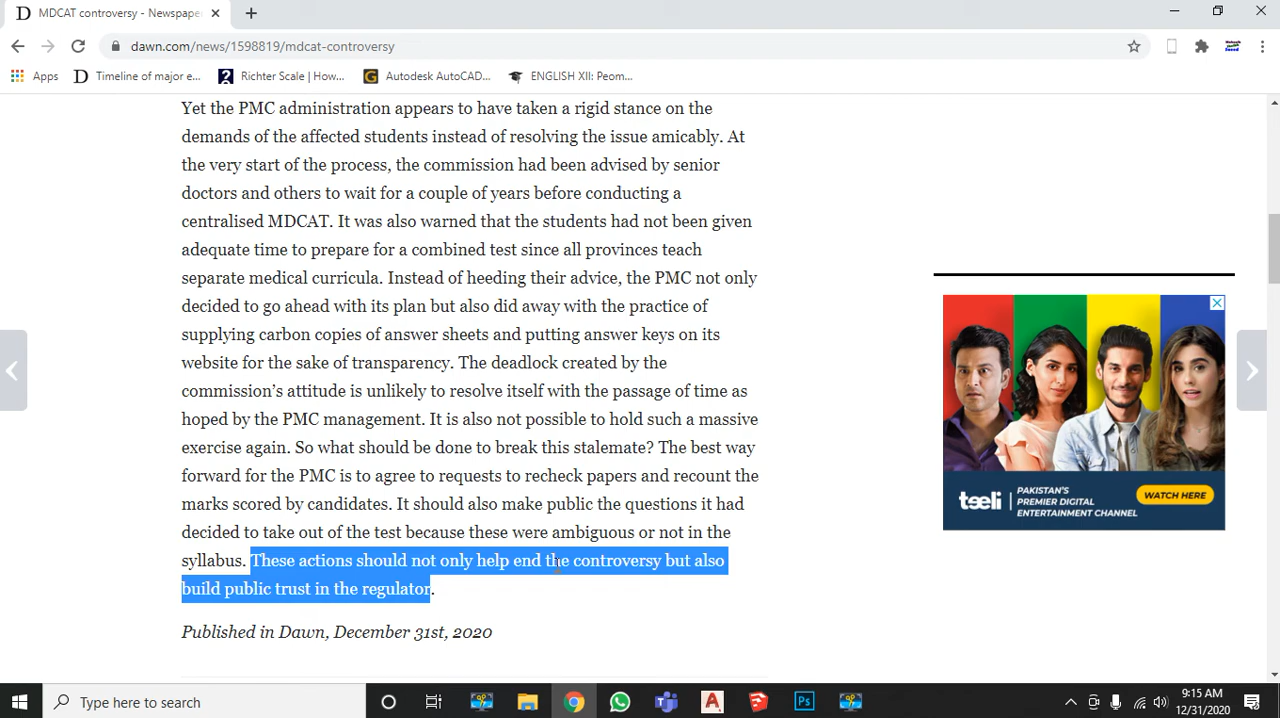 D MDCAT controversy - Newspape
dawn.com/news/1598819/mdcat-controversy
Apps D Timeline of major e... Richter Scale | How... Autodesk AutoCAD... ENGLISH XII: Peom...
Yet the PMC administration appears to have taken a rigid stance on the
demands of the affected students instead of resolving the issue amicably. At
the very start of the process, the commission had been advised by senior
doctors and others to wait for a couple of years before conducting a
centralised MDCAT. It was also warned that the students had not been given
adequate time to prepare for a combined test since all provinces teach
separate medical curricula. Instead of heeding their advice, the PMC not only
decided to go ahead with its plan but also did away with the practice of
supplying carbon copies of answer sheets and putting answer keys on its
website for the sake of transparency. The deadlock created by the
commission’s attitude is unlikely to resolve itself with the passage of time as
hoped by the PMC management. It is also not possible to hold such a massive
exercise again. So what should be done to break this stalemate? The best way
forward for the PMC is to agree to requests to recheck papers and recount the
marks scored by candidates. It should also make public the questions it had
decided to take out of the test because these were ambiguous or not in the
syllabus. These actions should not only help end the controversy but also
build public trust in the regulator.
Published in Dawn, December 31st, 2020
teeli
PAKISTAN'S
PREMIER DIGITAL
ENTERTAINMENT CHANNEL
WATCH HERE
Type here to search
9:15 AM
12/31/2020